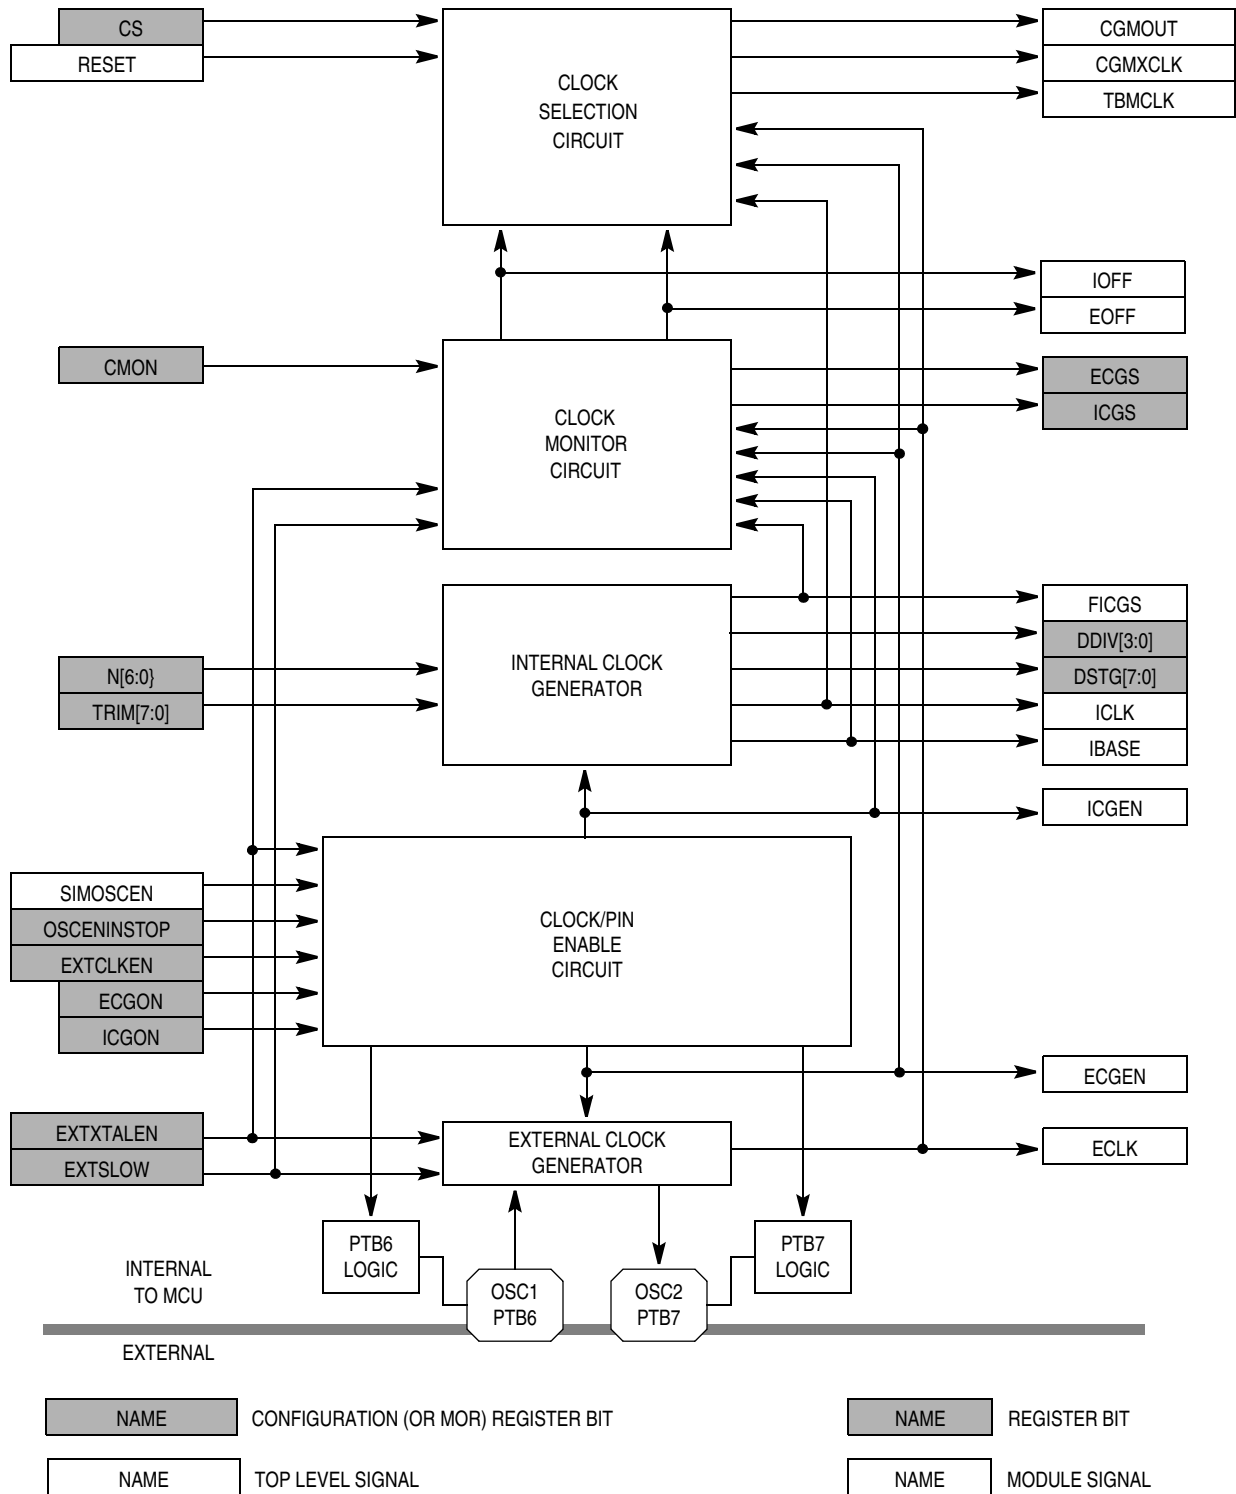 CS
RESET
CLOCK
SELECTION
CIRCUIT
CGMOUT
CGMXCLK
TBMCLK
IOFF
EOFF
CMON
CLOCK
MONITOR
CIRCUIT
ECGS
ICGS
N[6:0}
TRIM[7:0]
INTERNAL CLOCK
GENERATOR
FICGS
DDIV[3:0]
DSTG[7:0]
ICLK
IBASE
ICGEN
SIMOSCEN
OSCENINSTOP
EXTCLKEN
ECGON
ICGON
CLOCK/PIN
ENABLE
CIRCUIT
ECGEN
EXTXTALEN
EXTSLOW
EXTERNAL CLOCK
GENERATOR
ECLK
PTB6
LOGIC
PTB7
LOGIC
OSC1
PTB6
OSC2
PTB7
INTERNAL
TO MCU
EXTERNAL
NAME CONFIGURATION (OR MOR) REGISTER BIT
NAME REGISTER BIT
NAME TOP LEVEL SIGNAL
NAME MODULE SIGNAL